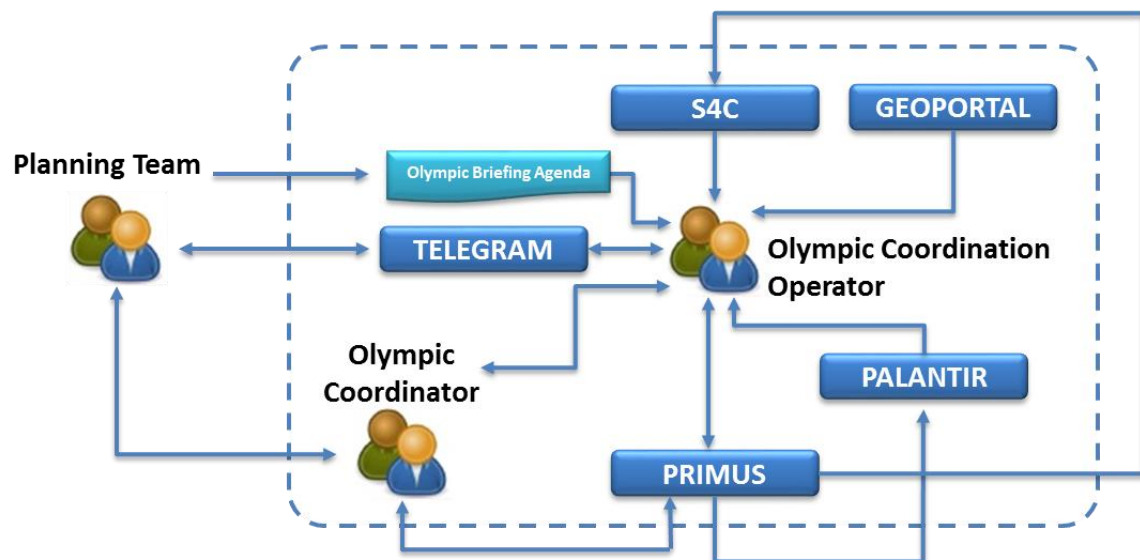 S4C
GEOPORTAL
Planning Team
Olympic Briefing Agenda
TELEGRAM
Olympic Coordination
Operator
Olympic
Coordinator
PALANTIR
PRIMUS